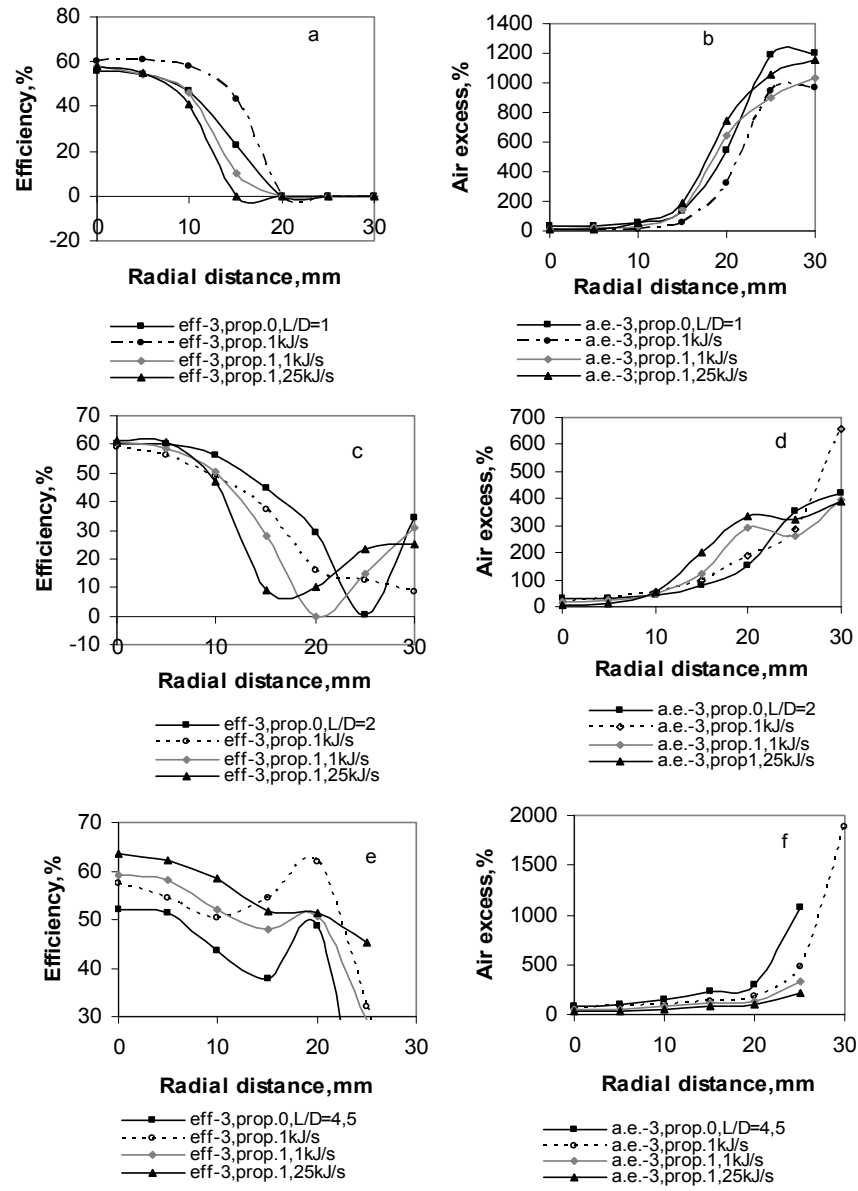 a
80
60
40
20
0
-20
0 10 20 30
Efficiency,%
Radial distance,mm
eff-3,prop.0,L/D=1
eff-3,prop.1kJ/s
eff-3,prop.1,1kJ/s
eff-3,prop.1,25kJ/s
b
1400
1200
1000
800
600
400
200
0
0 10 20 30
Air excess,%
Radial distance,mm
a.e.-3,prop.0,L/D=1
a.e.-3,prop.1kJ/s
a.e.-3,prop.1,1kJ/s
a.e.-3;prop.1,25kJ/s
c
70
60
50
40
30
20
10
0
-10
0 10 20 30
Efficiency,%
Radial distance,mm
eff-3,prop.0,L/D=2
eff-3,prop.1kJ/s
eff-3,prop.1,1kJ/s
eff-3,prop.1,25kJ/s
d
700
600
500
400
300
200
100
0
0 10 20 30
Air excess,%
Radial distance,mm
a.e.-3,prop.0,L/D=2
a.e.-3,prop.1kJ/s
a.e.-3,prop.1,1kJ/s
a.e.-3,prop1,25kJ/s
e
70
60
50
40
30
0 10 20 30
Efficiency,%
Radial distance,mm
eff-3,prop.0,L/D=4,5
eff-3,prop.1kJ/s
eff-3,prop.1,1kJ/s
eff-3,prop.1,25kJ/s
f
2000
1500
1000
500
0
0 10 20 30
Air excess,%
Radial distance,mm
a.e.-3,prop.0,L/D=4,5
a.e.-3,prop.1kJ/s
a.e.-3,prop.1,1kJ/s
a.e.-3,prop.1,25kJ/s